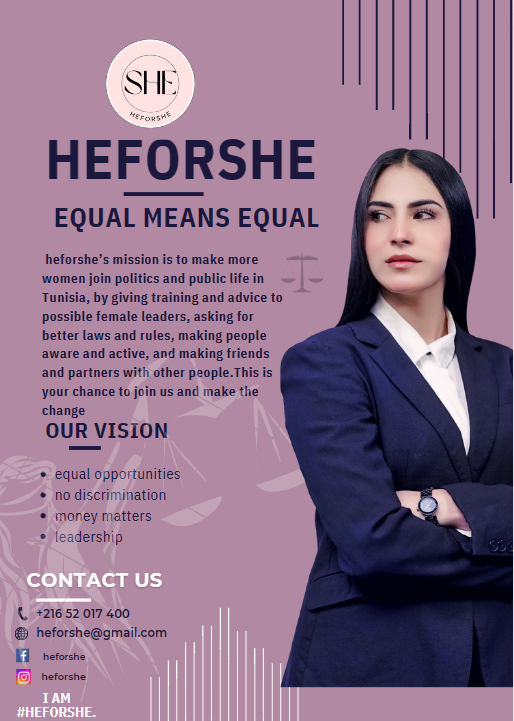 SHE
HEFORSHE
HEFORSHE
EQUAL MEANS EQUAL
heforshe's mission is to make more
women join politics and public life in
Tunisia, by giving training and advice to
possible female leaders, asking for
better laws and rules, making people
aware and active, and making friends
and partners with other people.This is
your chance to join us and make the
change
OUR VISION
• equal opportunities
• no discrimination
• money matters
• leadership
CONTACT US
+216 52 017 400
heforshe@gmail.com
heforshe
heforshe
I AM
#HEFORSHE.